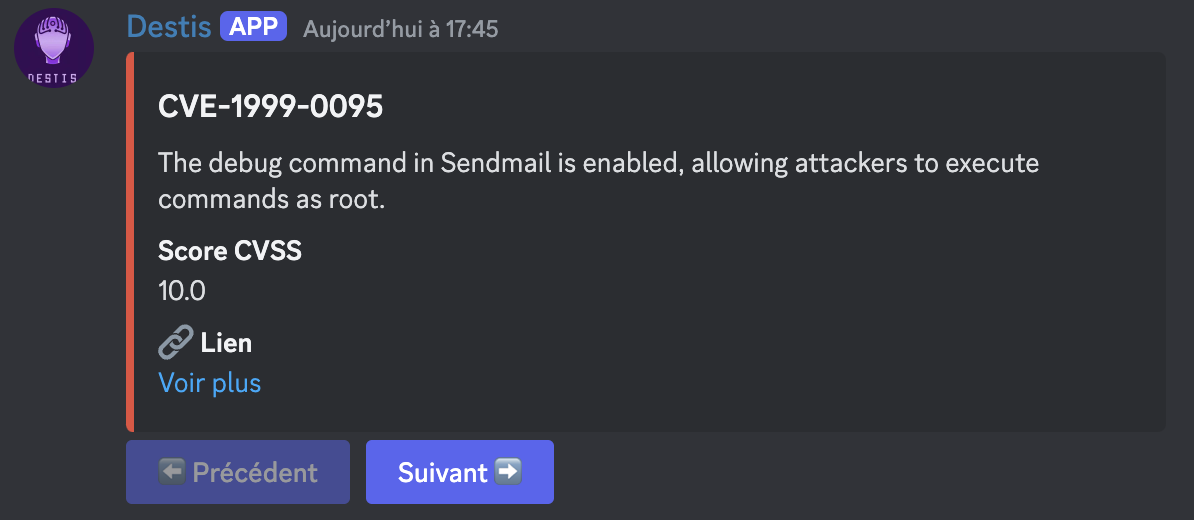 DESTIS
Destis APP Aujourd’hui à 17:45
CVE-1999-0095
The debug command in Sendmail is enabled, allowing attackers to execute
commands as root.
Score CVSS
10.0
Lien
Voir plus
Précédent Suivant